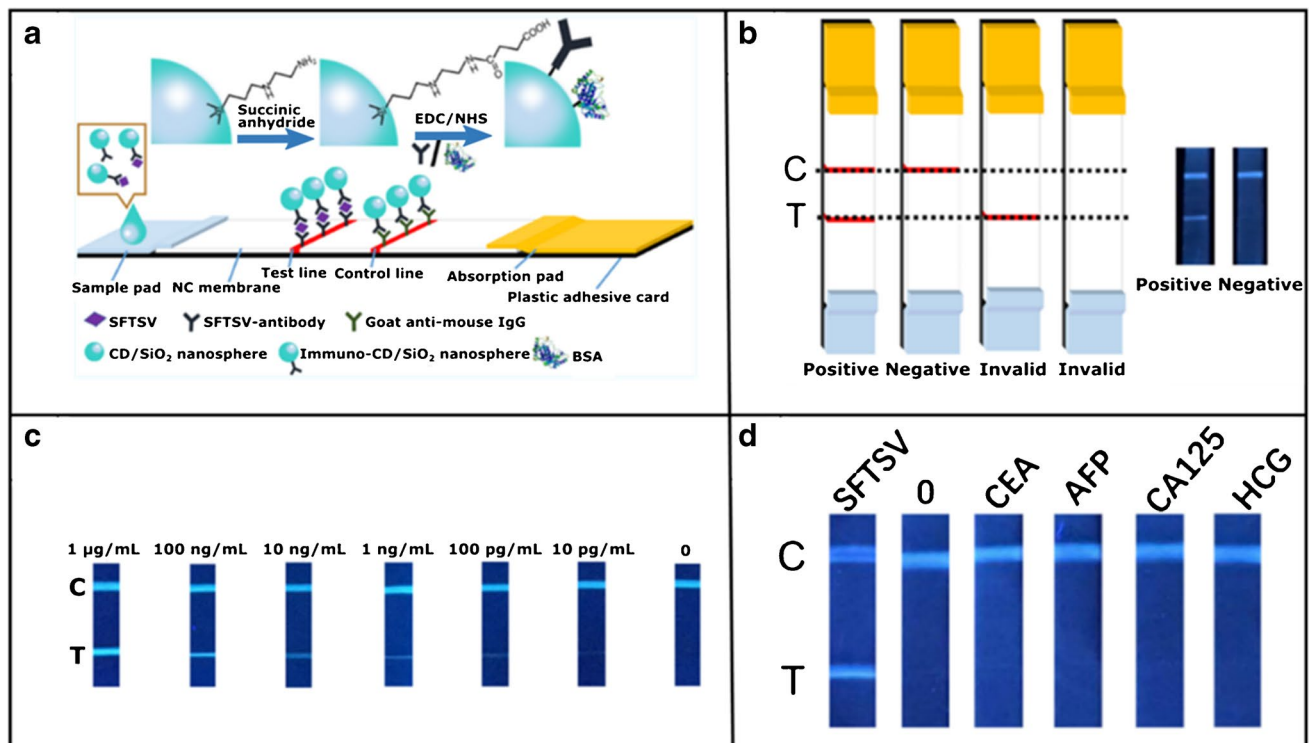 a
NH₂
N
H
Succinic
anhydride
N
H
N
H
C
O
COOH
EDC/NHS
Sample pad
NC membrane
Test line
Control line
Absorption pad
Plastic adhesive card
SFTSV
SFTSV-antibody
Goat anti-mouse IgG
CD/SiO₂ nanosphere
Immuno-CD/SiO₂ nanosphere
BSA
b
C
T
Positive Negative Invalid Invalid
Positive Negative
c
1 μg/mL 100 ng/mL 10 ng/mL 1 ng/mL 100 pg/mL 10 pg/mL 0
C
T
d
SFTSV 0 CEA AFP CA125 HCG
C
T